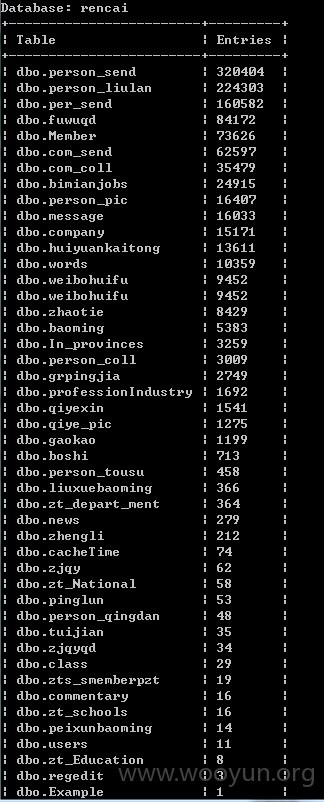 Database: rencai
Table Entries
dbo.person_send 320404
dbo.person_liulan 224303
dbo.per_send 160582
dbo.fuwuqd 84172
dbo.Member 73626
dbo.com_send 62597
dbo.com_coll 35479
dbo.bimianjobs 24915
dbo.person_pic 16407
dbo.message 16033
dbo.company 15171
dbo.huiyuankaitong 13611
dbo.words 10359
dbo.weibohuifu 9452
dbo.weibohuifu 9452
dbo.zhaotie 8429
dbo.baoming 5383
dbo.In_provinces 3259
dbo.person_coll 3009
dbo.grpingjia 2749
dbo.professionIndustry 1692
dbo.qiyexin 1541
dbo.qiye_pic 1275
dbo.gaokao 1199
dbo.boshi 713
dbo.person_tousu 458
dbo.liuxuebaoming 366
dbo.zt_depart_ment 364
dbo.news 279
dbo.zhengli 212
dbo.cacheTime 74
dbo.zjqy 62
dbo.zt_National 58
dbo.pinglun 53
dbo.person_qingdan 48
dbo.tuijian 35
dbo.zjqyqd 34
dbo.class 29
dbo.zts_smemberpzt 19
dbo.commentary 16
dbo.zt_schools 16
dbo.peixunbaoming 14
dbo.users 11
dbo.zt_Education 8
dbo.regedit 3
dbo.Example 1
www.wooyun.org